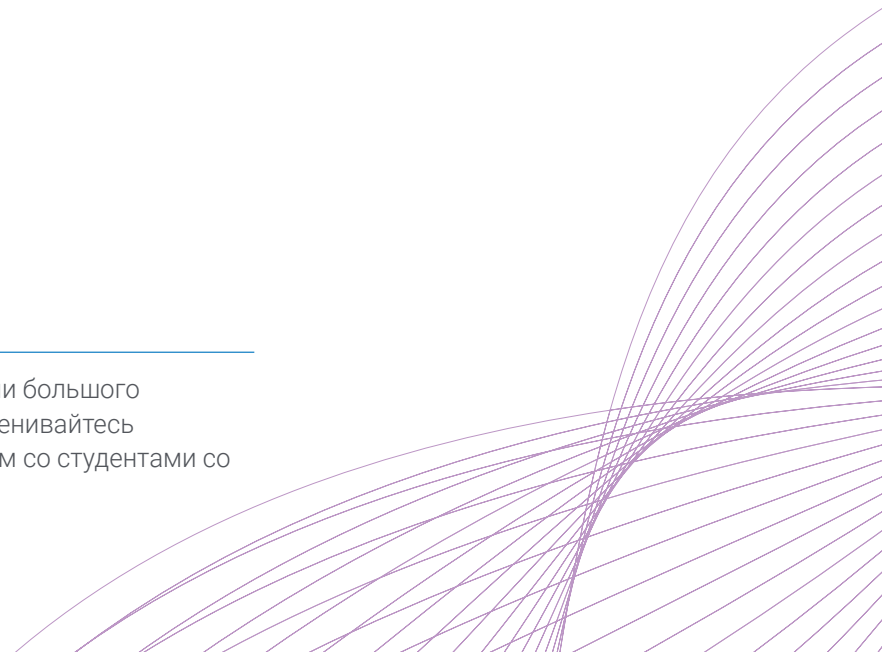 и большого
енивайтесь
м со студентами со